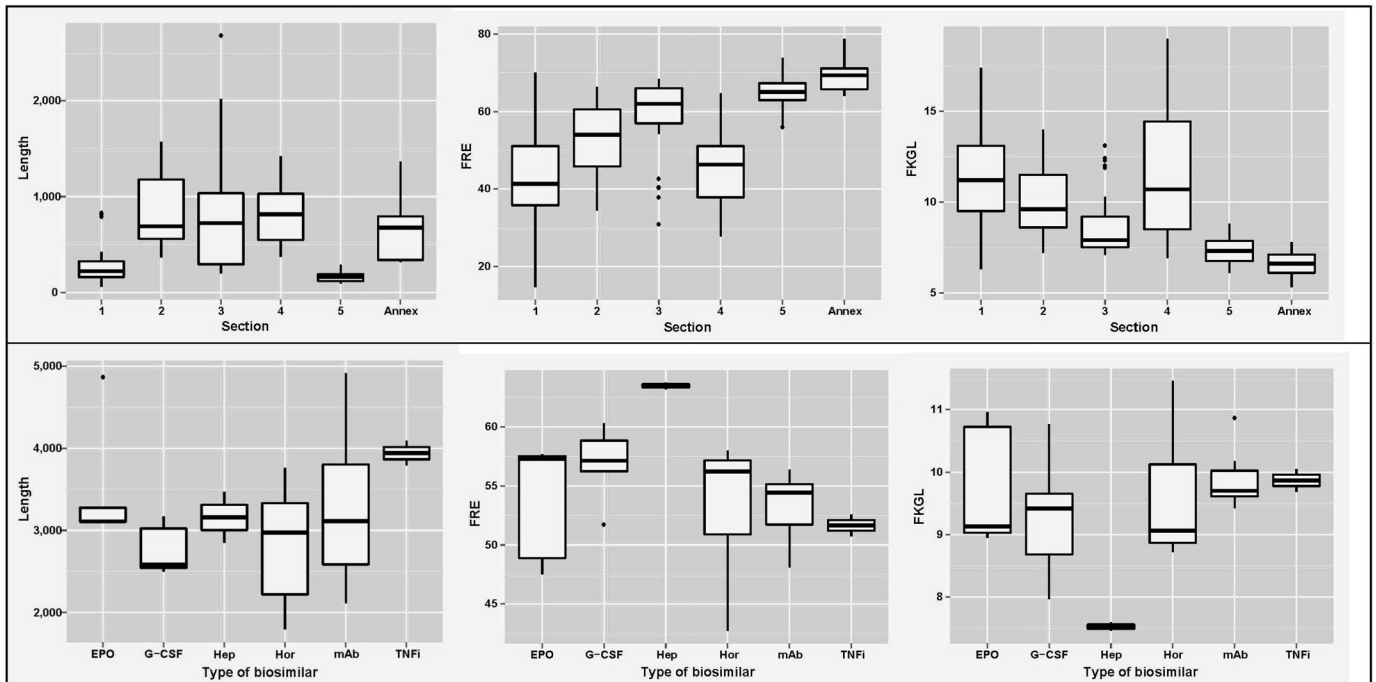 2,000
1,000
0
Length
1 2 3 4 5 Annex
Section
80
60
40
20
FRE
1 2 3 4 5 Annex
Section
15
10
5
FKGL
1 2 3 4 5 Annex
Section
5,000
4,000
3,000
2,000
Length
EPO G−CSF Hep Hor mAb TNFi
Type of biosimilar
60
55
50
45
FRE
EPO G−CSF Hep Hor mAb TNFi
Type of biosimilar
11
10
9
8
FKGL
EPO G−CSF Hep Hor mAb TNFi
Type of biosimilar